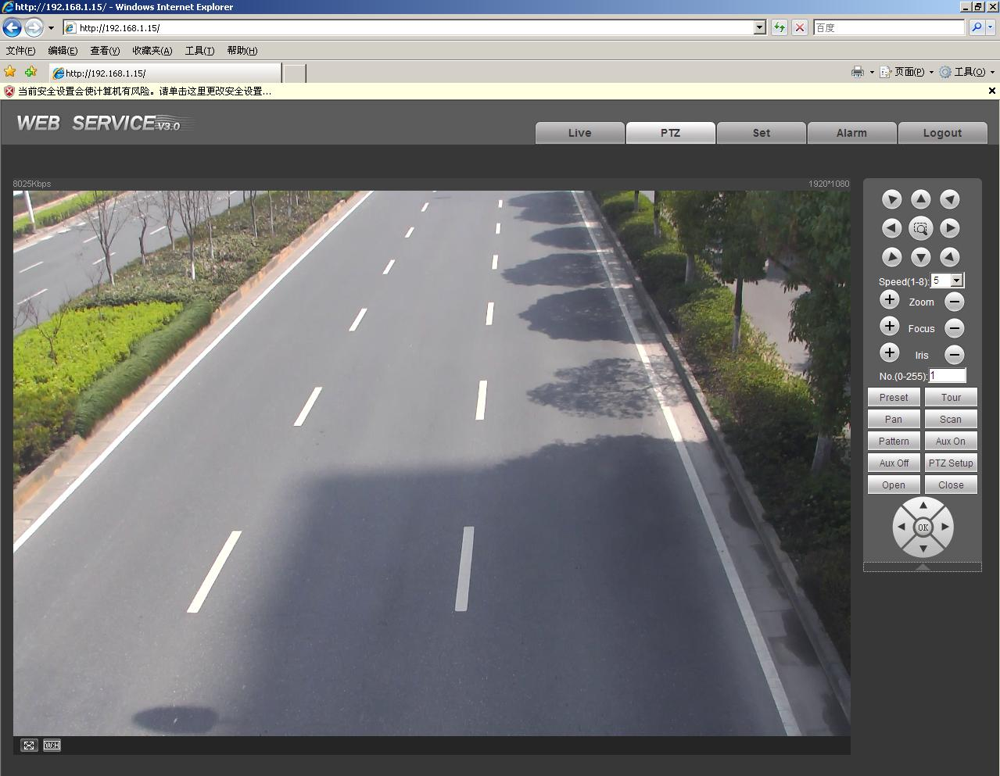 http://192.168.1.15/ - Windows Internet Explorer
http://192.168.1.15/
百度
文件(F) 编辑(E) 查看(V) 收藏夹(A) 工具(T) 帮助(H)
http://192.168.1.15/
页面(P) 工具(O)
当前安全设置会使计算机有风险。请单击这里更改安全设置...
WEB SERVICE V3.0
Live PTZ Set Alarm Logout
8025Kbps 1920*1080
Speed(1-8): 5
Zoom
Focus
Iris
No.(0-255): 1
Preset Tour
Pan Scan
Pattern Aux On
Aux Off PTZ Setup
Open Close
OK
W:H